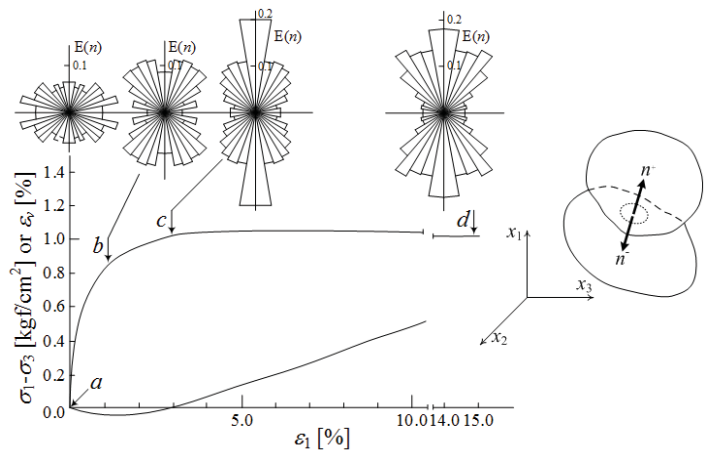 0.2
0.2
E(n)
E(n)
E(n)
E(n)
0.1
0.1
0.1
0.1
1.4
1.2
1.0
0.8
0.6
0.4
0.2
0.0
σ1-σ3 [kgf/cm2] or εv [%]
a
b
c
d
5.0
10.0
14.0
15.0
ε1 [%]
x1
x3
x2
n-
n-